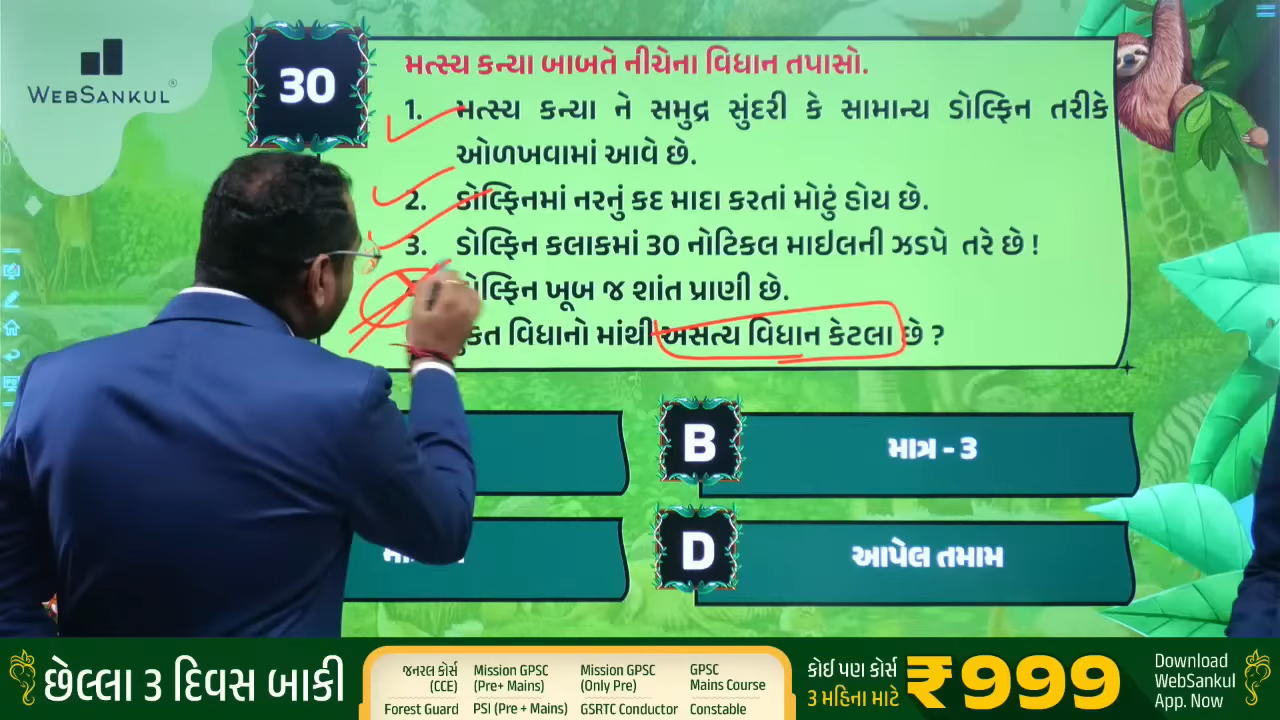 WEBSANKUL
30
મત્સ્ય કન્યા બાબતે નીચેના વિધાન તપાસો.
1. મત્સ્ય કન્યા ને સમુદ્ર સુંદરી કે સામાન્ય ડોલ્ફિન તરીકે
ઓળખવામાં આવે છે.
2. ડોલ્ફિનમાં નરનું કદ માદા કરતાં મોટું હોય છે.
3. ડોલ્ફિન કલાકમાં 30 નોટિકલ માઇલની ઝડપે તરે છે !
ખૂબ જ શાંત પ્રાણી છે.
વિધાનો માંથી અસત્ય વિધાન કેટલા છે ?
B માત્ર - 3
D આપેલ તમામ
છેલ્લા 3 દિવસ બાકી
જનરલ કોર્સ
(CCE)
Forest Guard
Mission GPSC
(Pre+ Mains)
PSI (Pre + Mains)
Mission GPSC
(Only Pre)
GSRTC Conductor
GPSC
Mains Course
Constable
કોઈ પણ કોર્સ
3 મહિના માટે
₹999
Download
WebSankul
App. Now